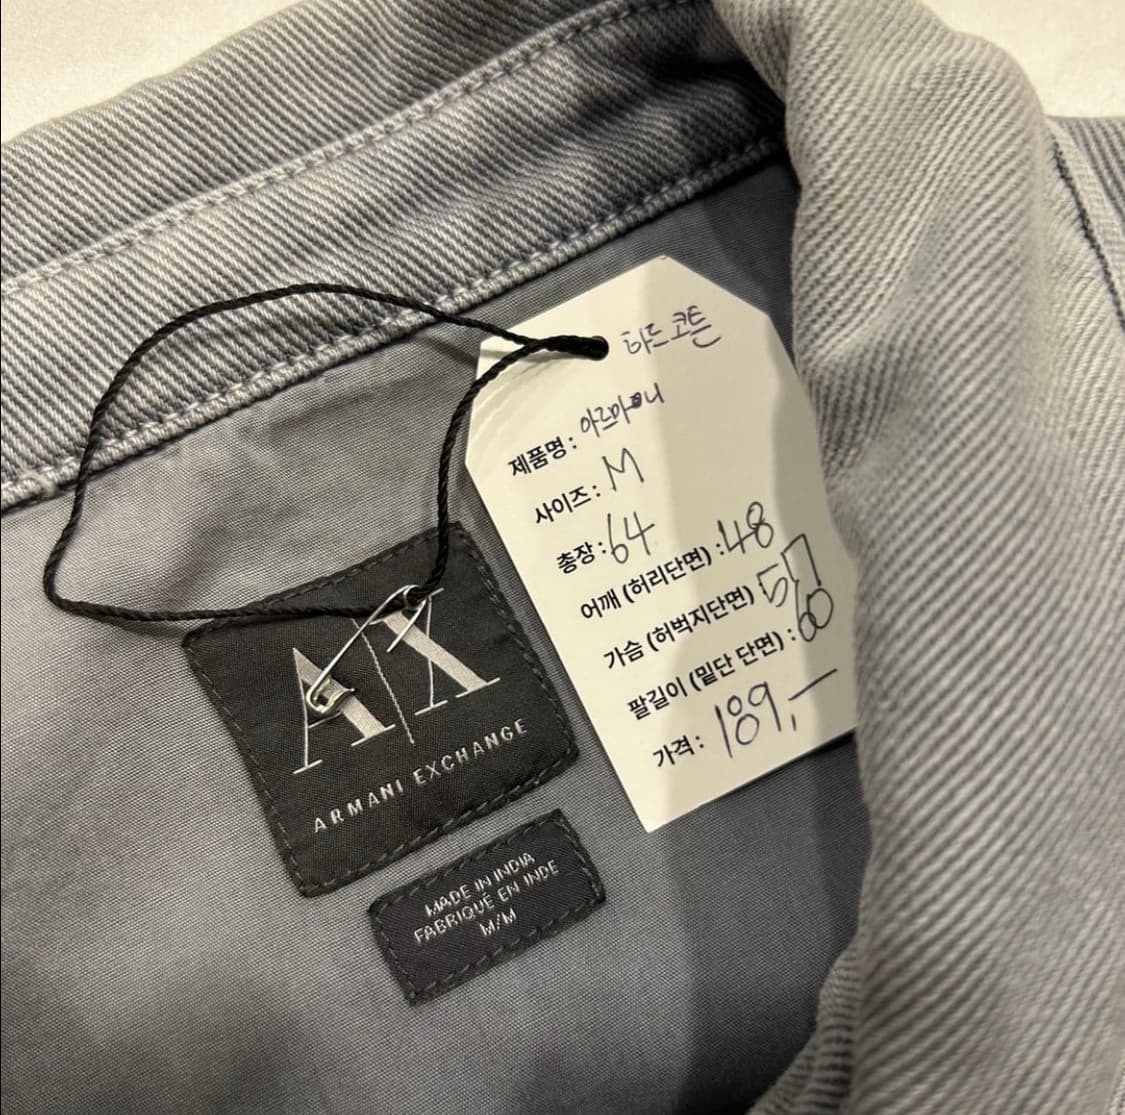 하드 코튼
제품명 : 아르마니
사이즈 : M
총장 : 64
어깨 (허리단면) : 48
가슴 (허벅지단면) 57
팔길이 (밑단 단면) : 60
가격 : 189,—
A|X
ARMANI EXCHANGE
MADE IN INDIA
FABRIQUÉ EN INDE
M/M